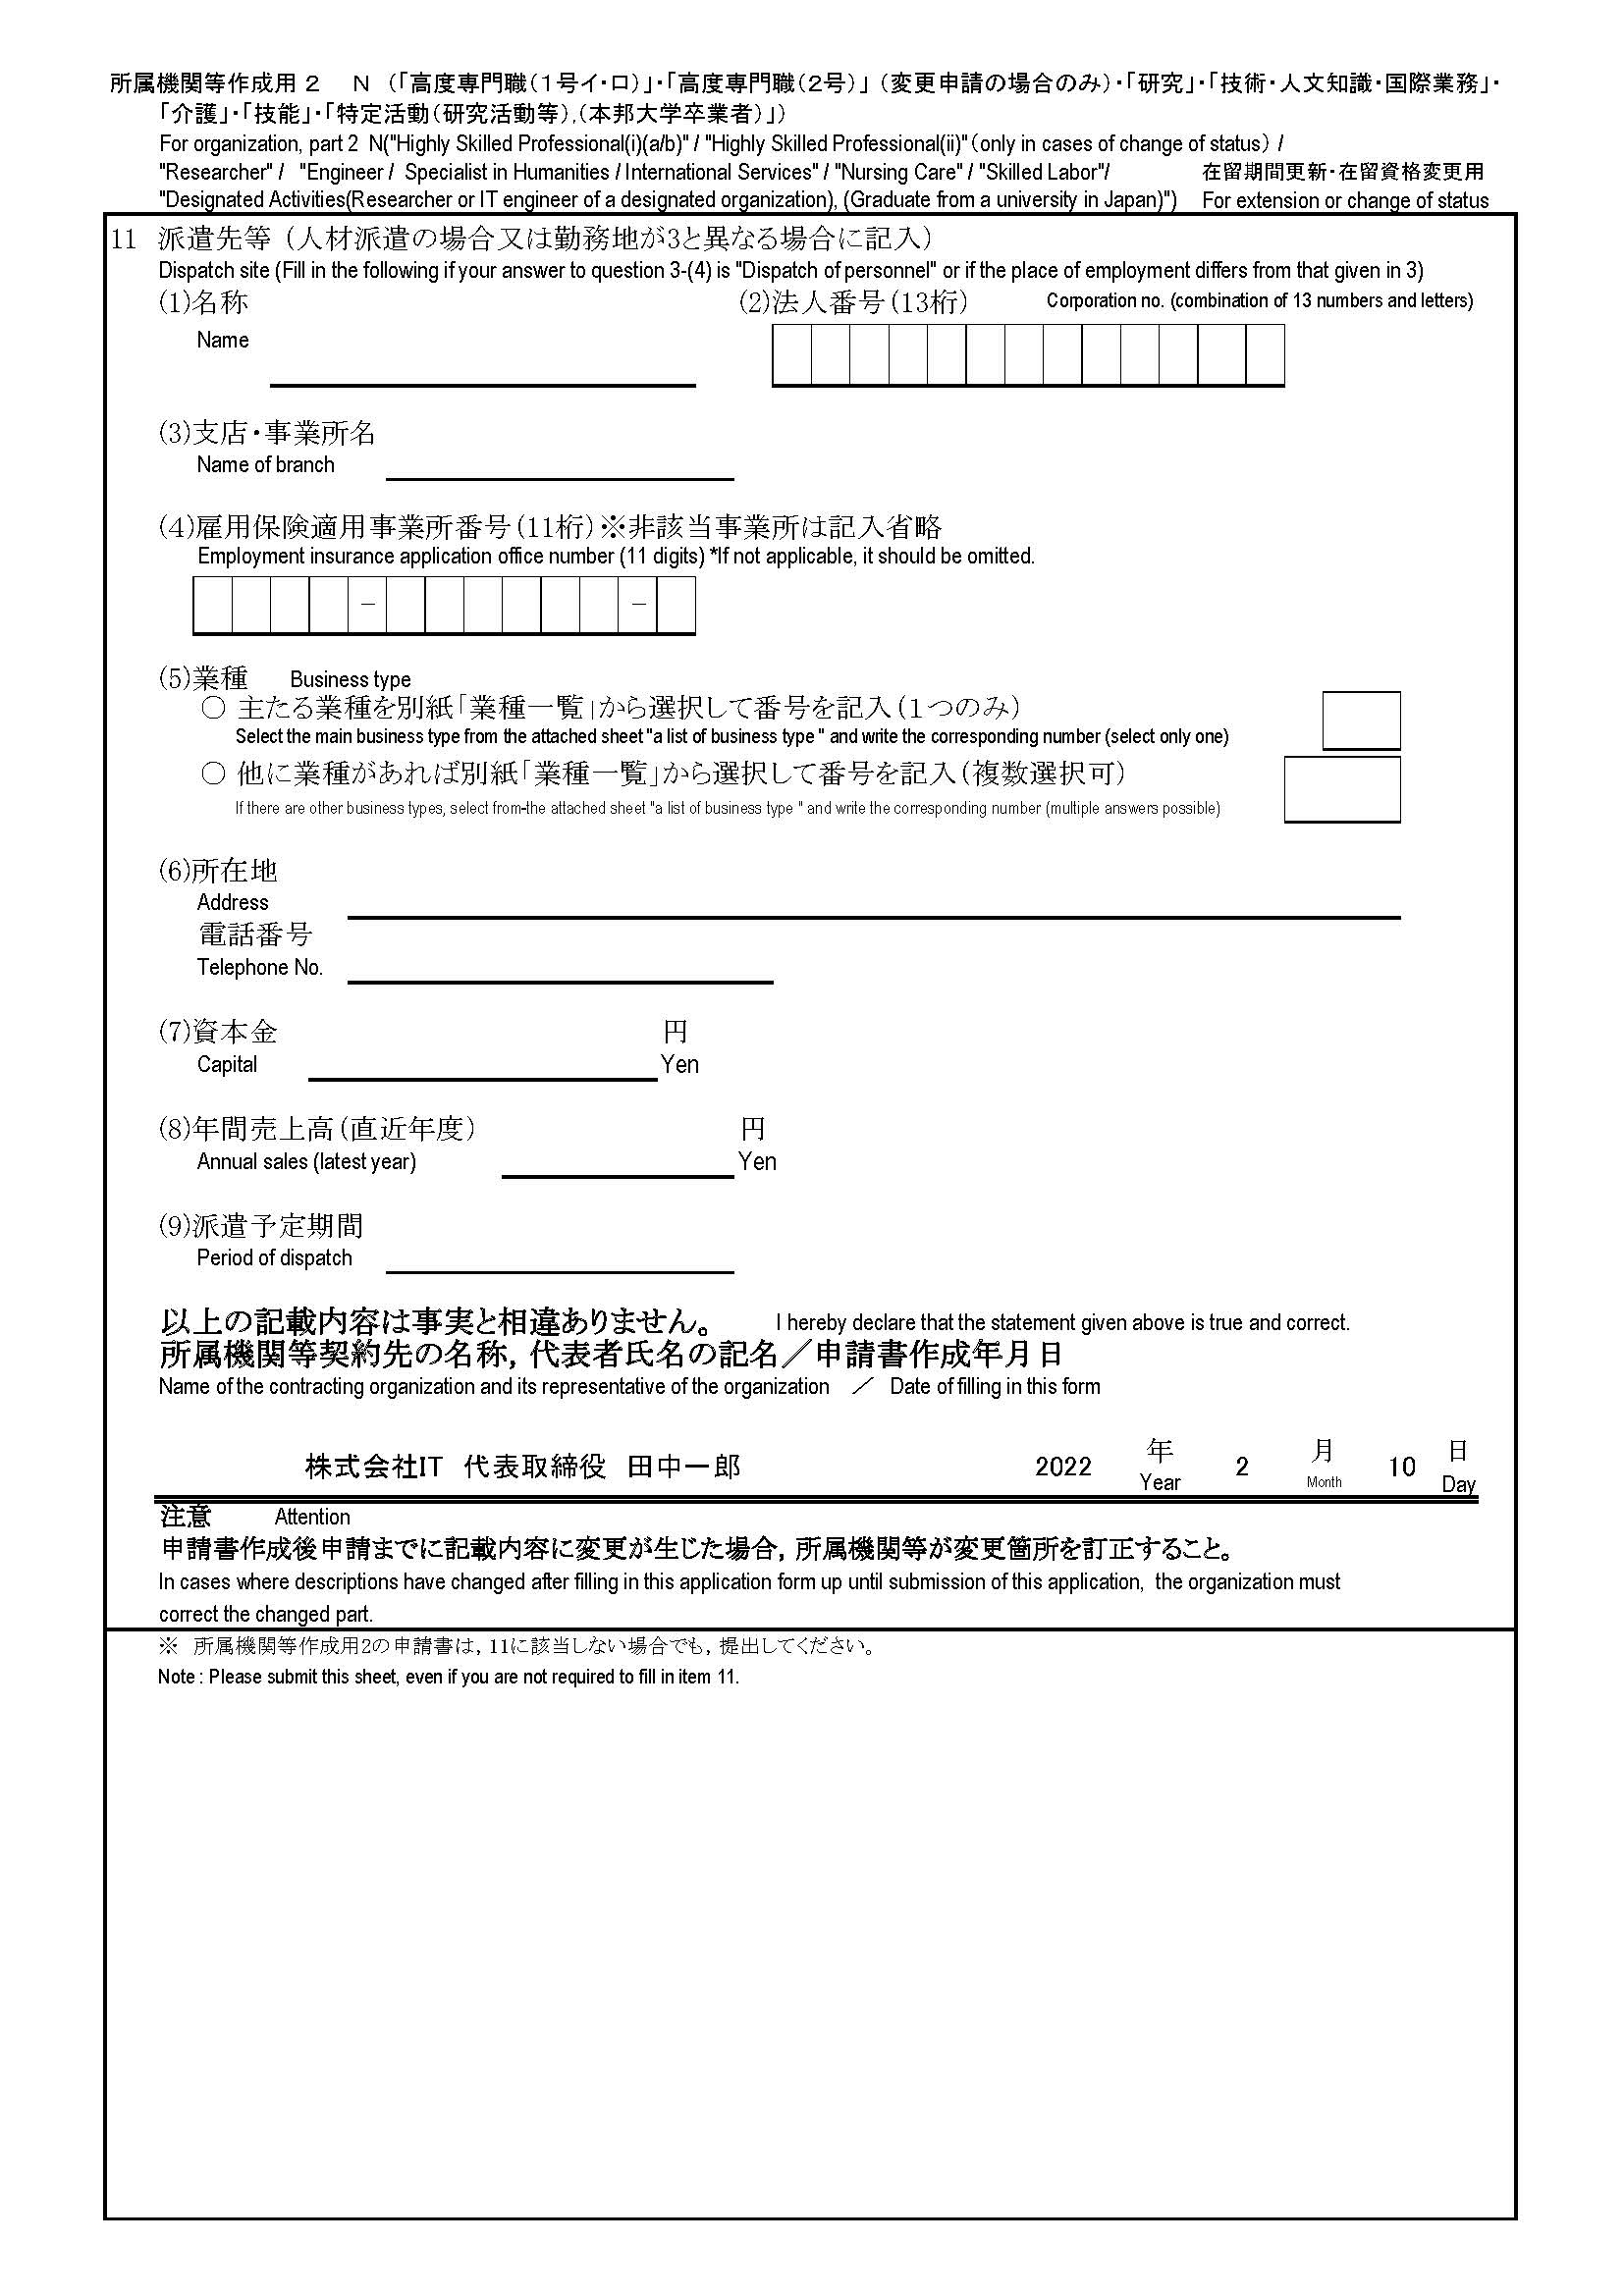 所属機関等作成用２　Ｎ （「高度専門職（１号イ・ロ）」・「高度専門職（２号）」（変更申請の場合のみ）・「研究」・「技術・人文知識・国際業務」・
「介護」・「技能」・「特定活動（研究活動等）,（本邦大学卒業者）」）
For organization, part 2 N("Highly Skilled Professional(i)(a/b)" / "Highly Skilled Professional(ii)"（only in cases of change of status） /
"Researcher" / "Engineer / Specialist in Humanities / International Services" / "Nursing Care" / "Skilled Labor"/ 在留期間更新・在留資格変更用
"Designated Activities(Researcher or IT engineer of a designated organization), (Graduate from a university in Japan)") For extension or change of status
11 派遣先等（人材派遣の場合又は勤務地が3と異なる場合に記入）
Dispatch site (Fill in the following if your answer to question 3-(4) is "Dispatch of personnel" or if the place of employment differs from that given in 3)
(1)名称 (2)法人番号（13桁） Corporation no. (combination of 13 numbers and letters)
Name
(3)支店・事業所名
Name of branch
(4)雇用保険適用事業所番号（11桁）※非該当事業所は記入省略
Employment insurance application office number (11 digits) *If not applicable, it should be omitted.
－ －
(5)業種 Business type
○ 主たる業種を別紙「業種一覧」から選択して番号を記入（１つのみ）
Select the main business type from the attached sheet "a list of business type " and write the corresponding number (select only one)
○ 他に業種があれば別紙「業種一覧」から選択して番号を記入（複数選択可）
If there are other business types, select from-the attached sheet "a list of business type " and write the corresponding number (multiple answers possible)
(6)所在地
Address
電話番号
Telephone No.
(7)資本金 円
Capital Yen
(8)年間売上高（直近年度） 円
Annual sales (latest year) Yen
(9)派遣予定期間
Period of dispatch
以上の記載内容は事実と相違ありません。 I hereby declare that the statement given above is true and correct.
所属機関等契約先の名称，代表者氏名の記名／申請書作成年月日
Name of the contracting organization and its representative of the organization ／ Date of filling in this form
株式会社IT 代表取締役 田中一郎 2022 年 2 月 10 日
Year Month Day
注意 Attention
申請書作成後申請までに記載内容に変更が生じた場合，所属機関等が変更箇所を訂正すること。
In cases where descriptions have changed after filling in this application form up until submission of this application, the organization must
correct the changed part.
※ 所属機関等作成用2の申請書は，11に該当しない場合でも，提出してください。
Note : Please submit this sheet, even if you are not required to fill in item 11.